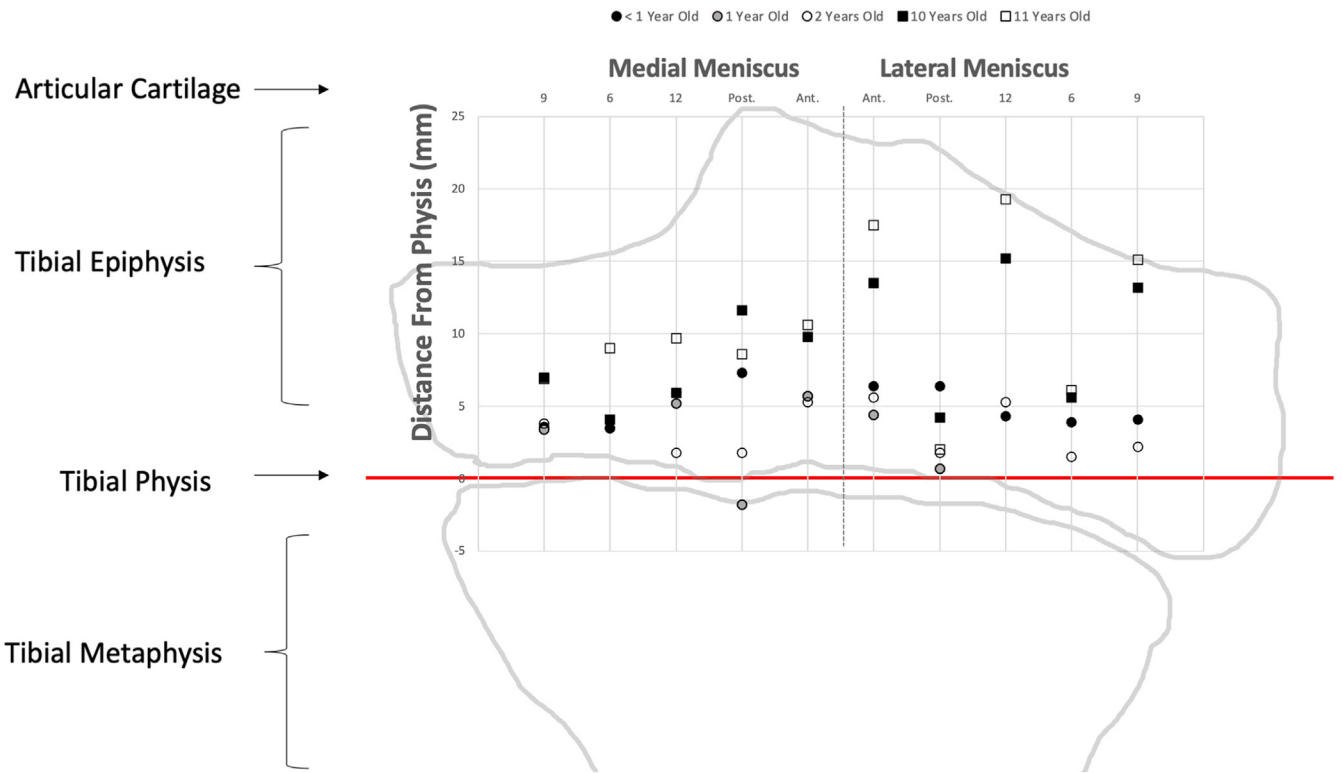 < 1 Year Old 1 Year Old 2 Years Old 10 Years Old 11 Years Old
Medial Meniscus Lateral Meniscus
Articular Cartilage
9 6 12 Post. Ant. Ant. Post. 12 6 9
Distance From Physis (mm)
25
20
15
10
5
0
-5
Tibial Epiphysis
Tibial Physis
Tibial Metaphysis